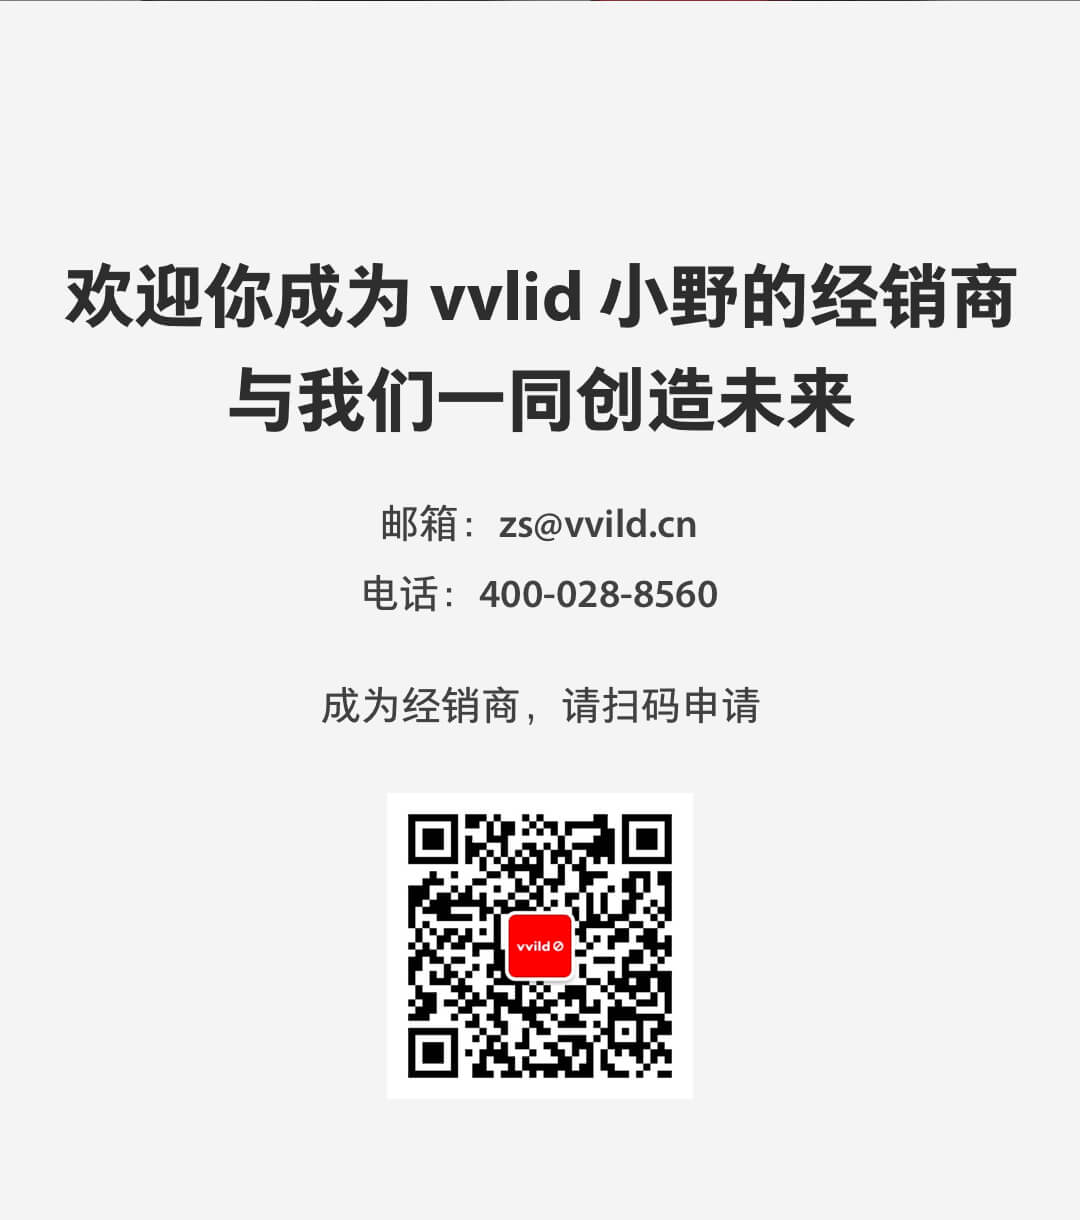 欢迎你成为 vvlid 小野的经销商
与我们一同创造未来
邮箱：zs@vvild.cn
电话：400-028-8560
成为经销商，请扫码申请
vvild